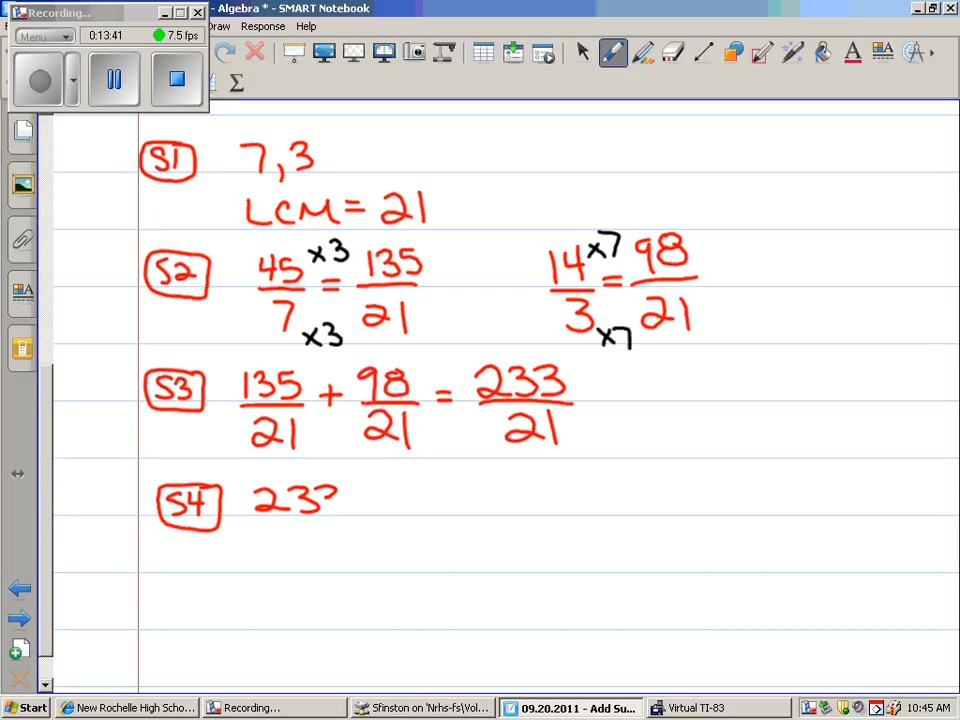 Recording...
- Algebra * - SMART Notebook
Menu
0:13:41
7.5 fps
Draw Format Response Window Help
S1 7,3
LCM = 21
S2 45/7 ×3/×3 = 135/21 14/3 ×7/×7 = 98/21
S3 135/21 + 98/21 = 233/21
S4 233
Start
New Rochelle High Scho...
Recording...
Sfinston on 'Nrhs-fs\Vol...
09.20.2011 - Add Su...
Virtual TI-83
10:45 AM